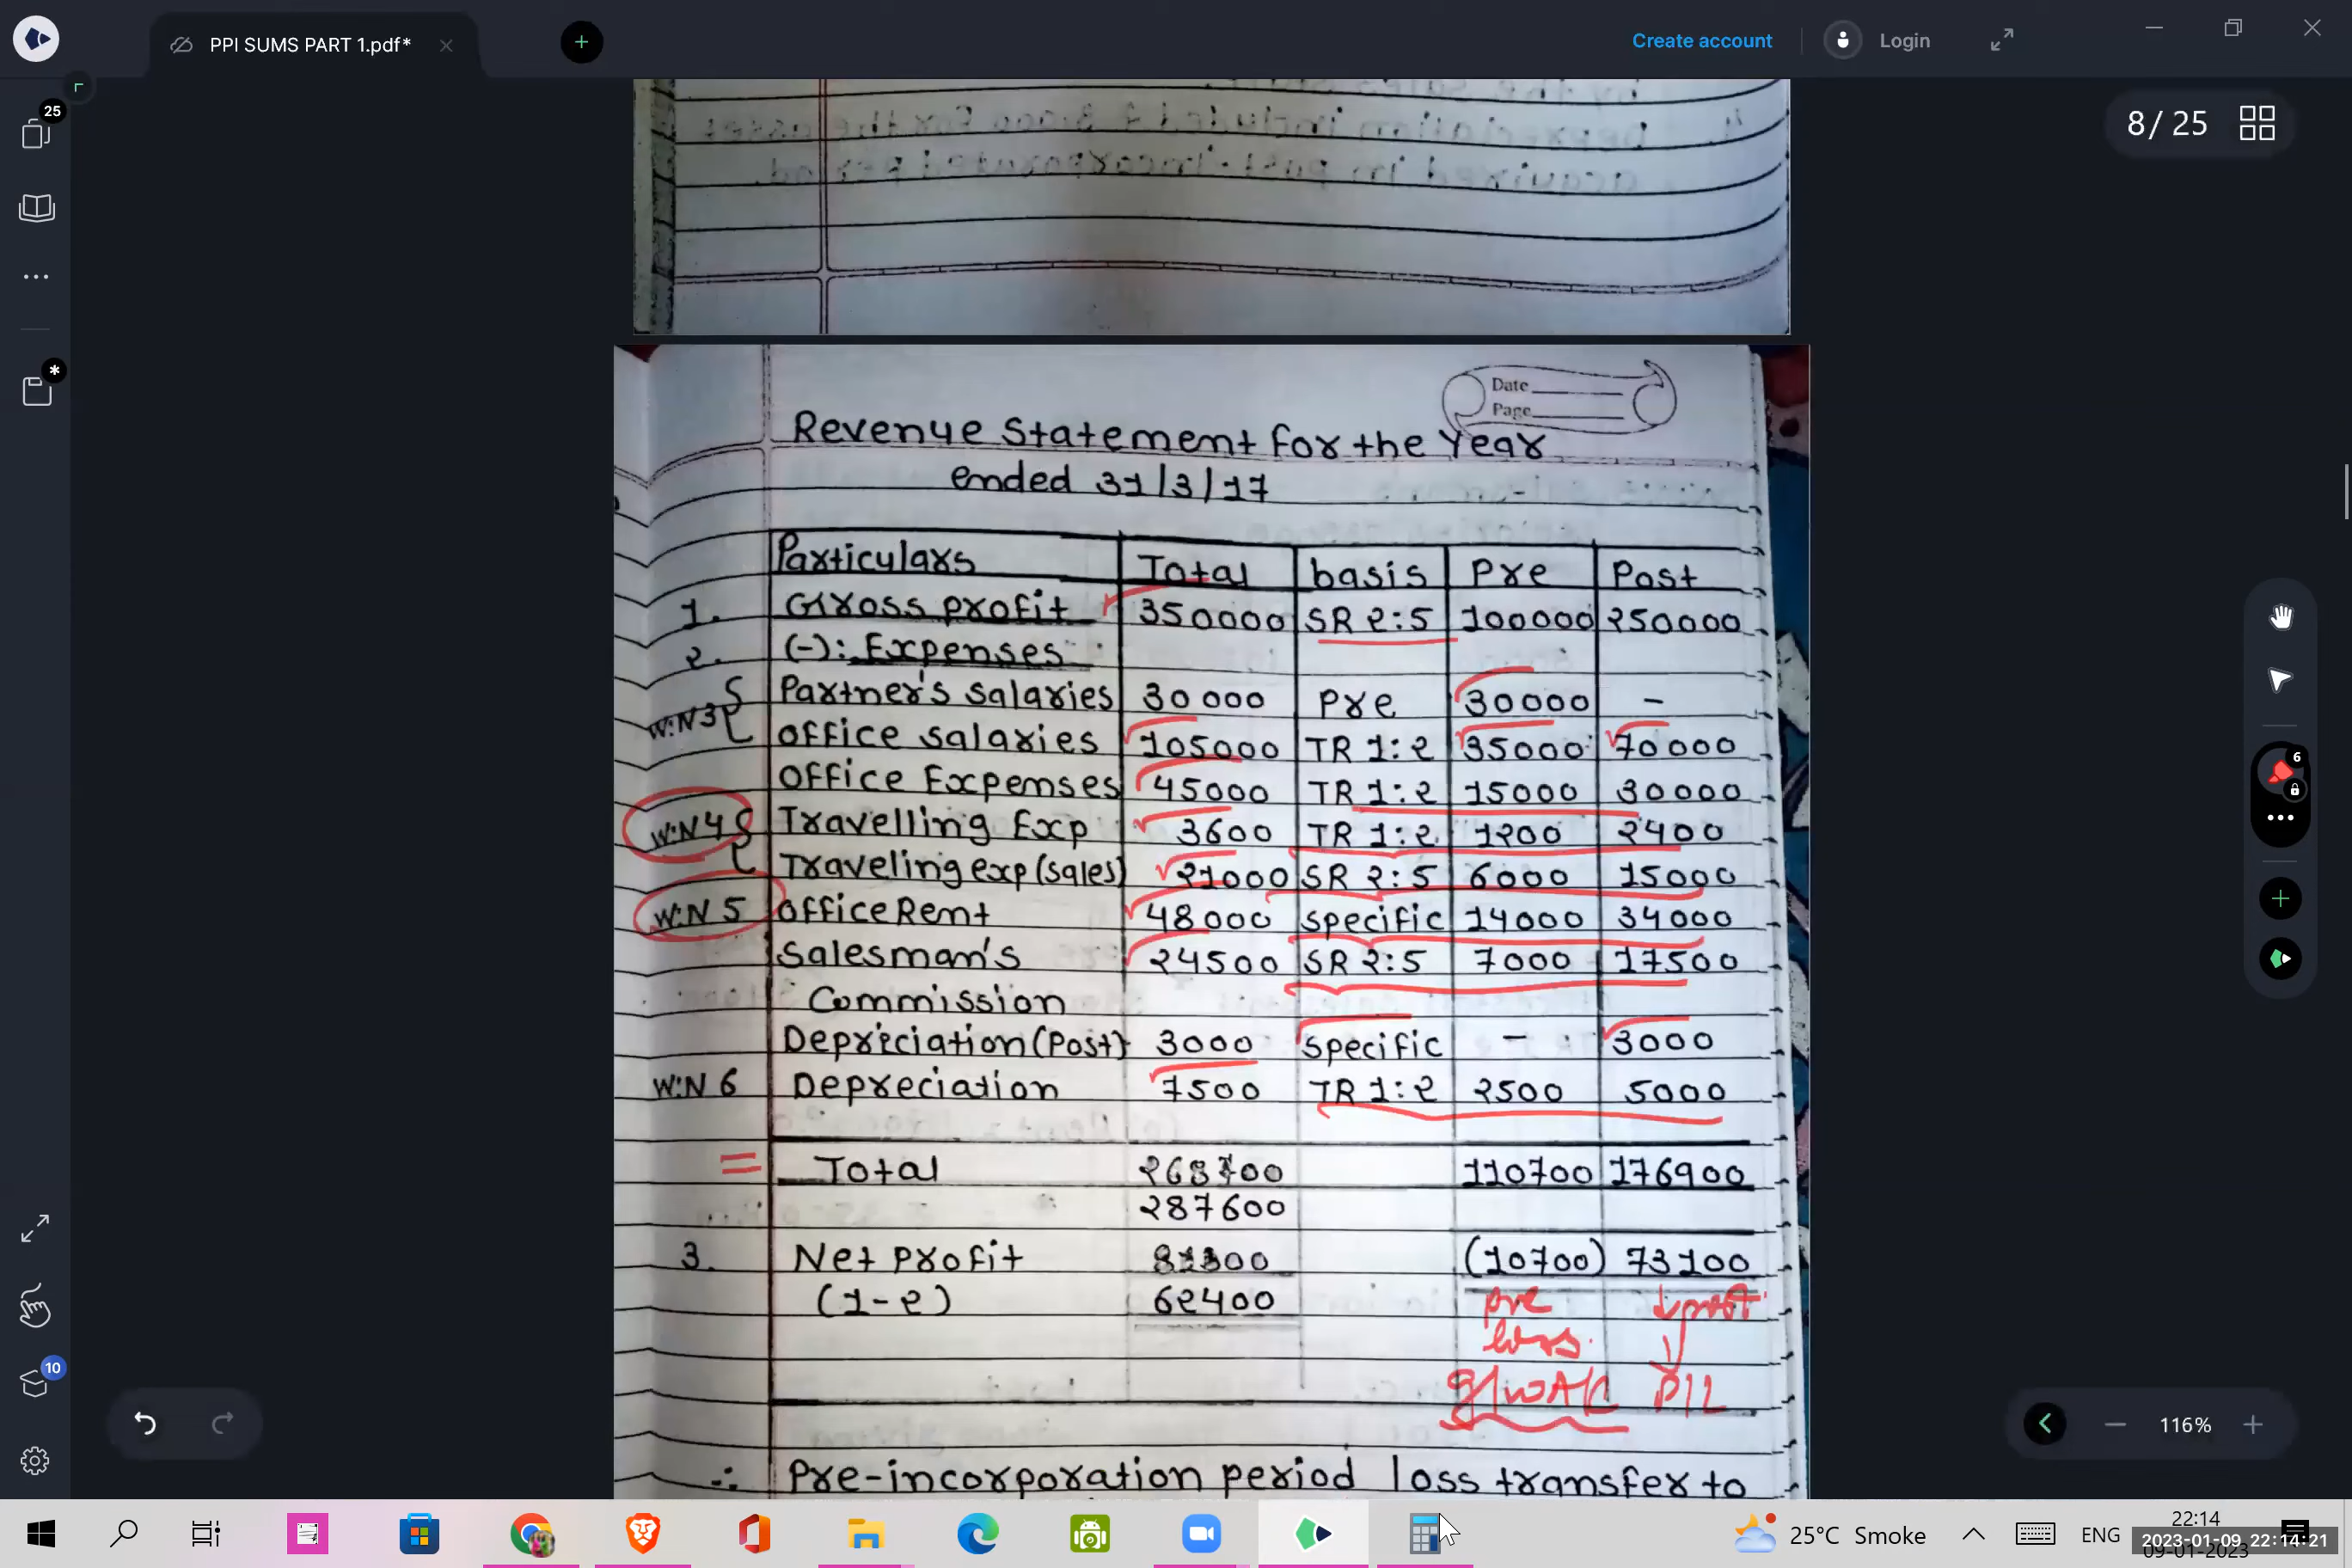 PPI SUMS PART 1.pdf*
Create account
Login
25
8/ 25
Date
Page
Revenue Statement for the Year
ended 31/3/17
Particulars Total basis Pre Post
1. Gross profit 350000 SR 2:5 100000 250000
2. (-): Expenses
Partner's salaries 30000 Pre 30000 -
W:N3 office salaries 105000 TR 1:2 35000 70000
office Expenses 45000 TR 1:2 15000 30000
W:N4 Travelling Exp 3600 TR 1:2 1200 2400
Traveling exp (sales) 21000 SR 2:5 6000 15000
W:N 5 office Rent 48000 specific 14000 34000
Salesman's 24500 SR 2:5 7000 17500
Commission
Depreciation (Post) 3000 specific - 3000
W:N 6 Depreciation 7500 TR 1:2 2500 5000
= Total 110700 176900
287600
3. Net profit (10700) 73100
(1-2) 62400
pre
loss
g/w A/c P/L
∴ Pre-incorporation period loss transfer to
6
10
116%
25°C Smoke
ENG
22:14
09-01-2023
2023-01-09_22:14:21